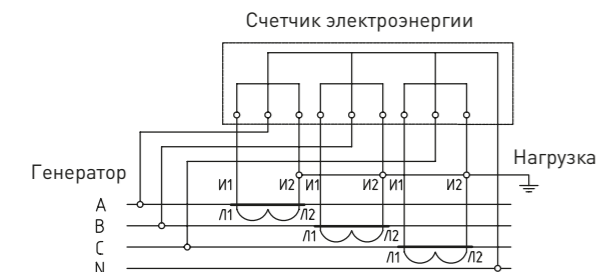 Счетчик электроэнергии
Нагрузка
Генератор
И1 И2 И1 И2 И1 И2
A
Л1 Л2
B
Л1 Л2
C
Л1 Л2
N